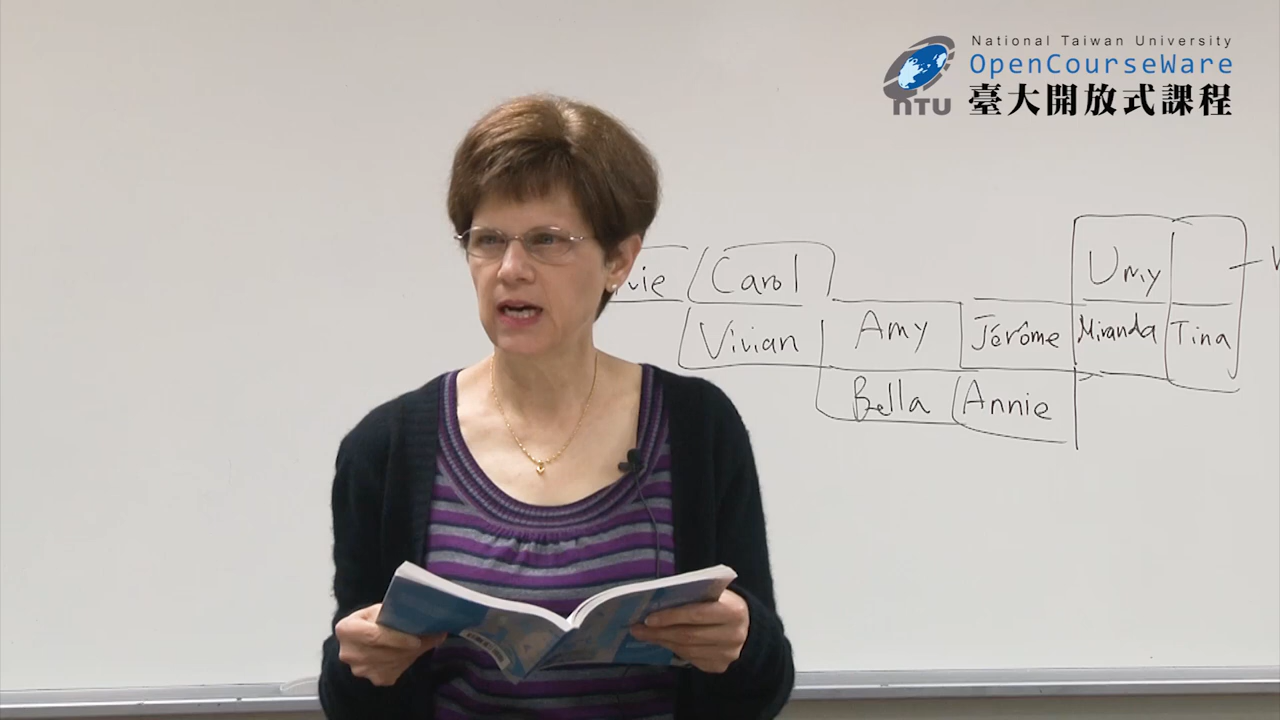 National Taiwan University
OpenCourseWare
NTU
臺大開放式課程
Carol
Umy
Vivian Amy Jérôme Miranda Tina
Bella Annie